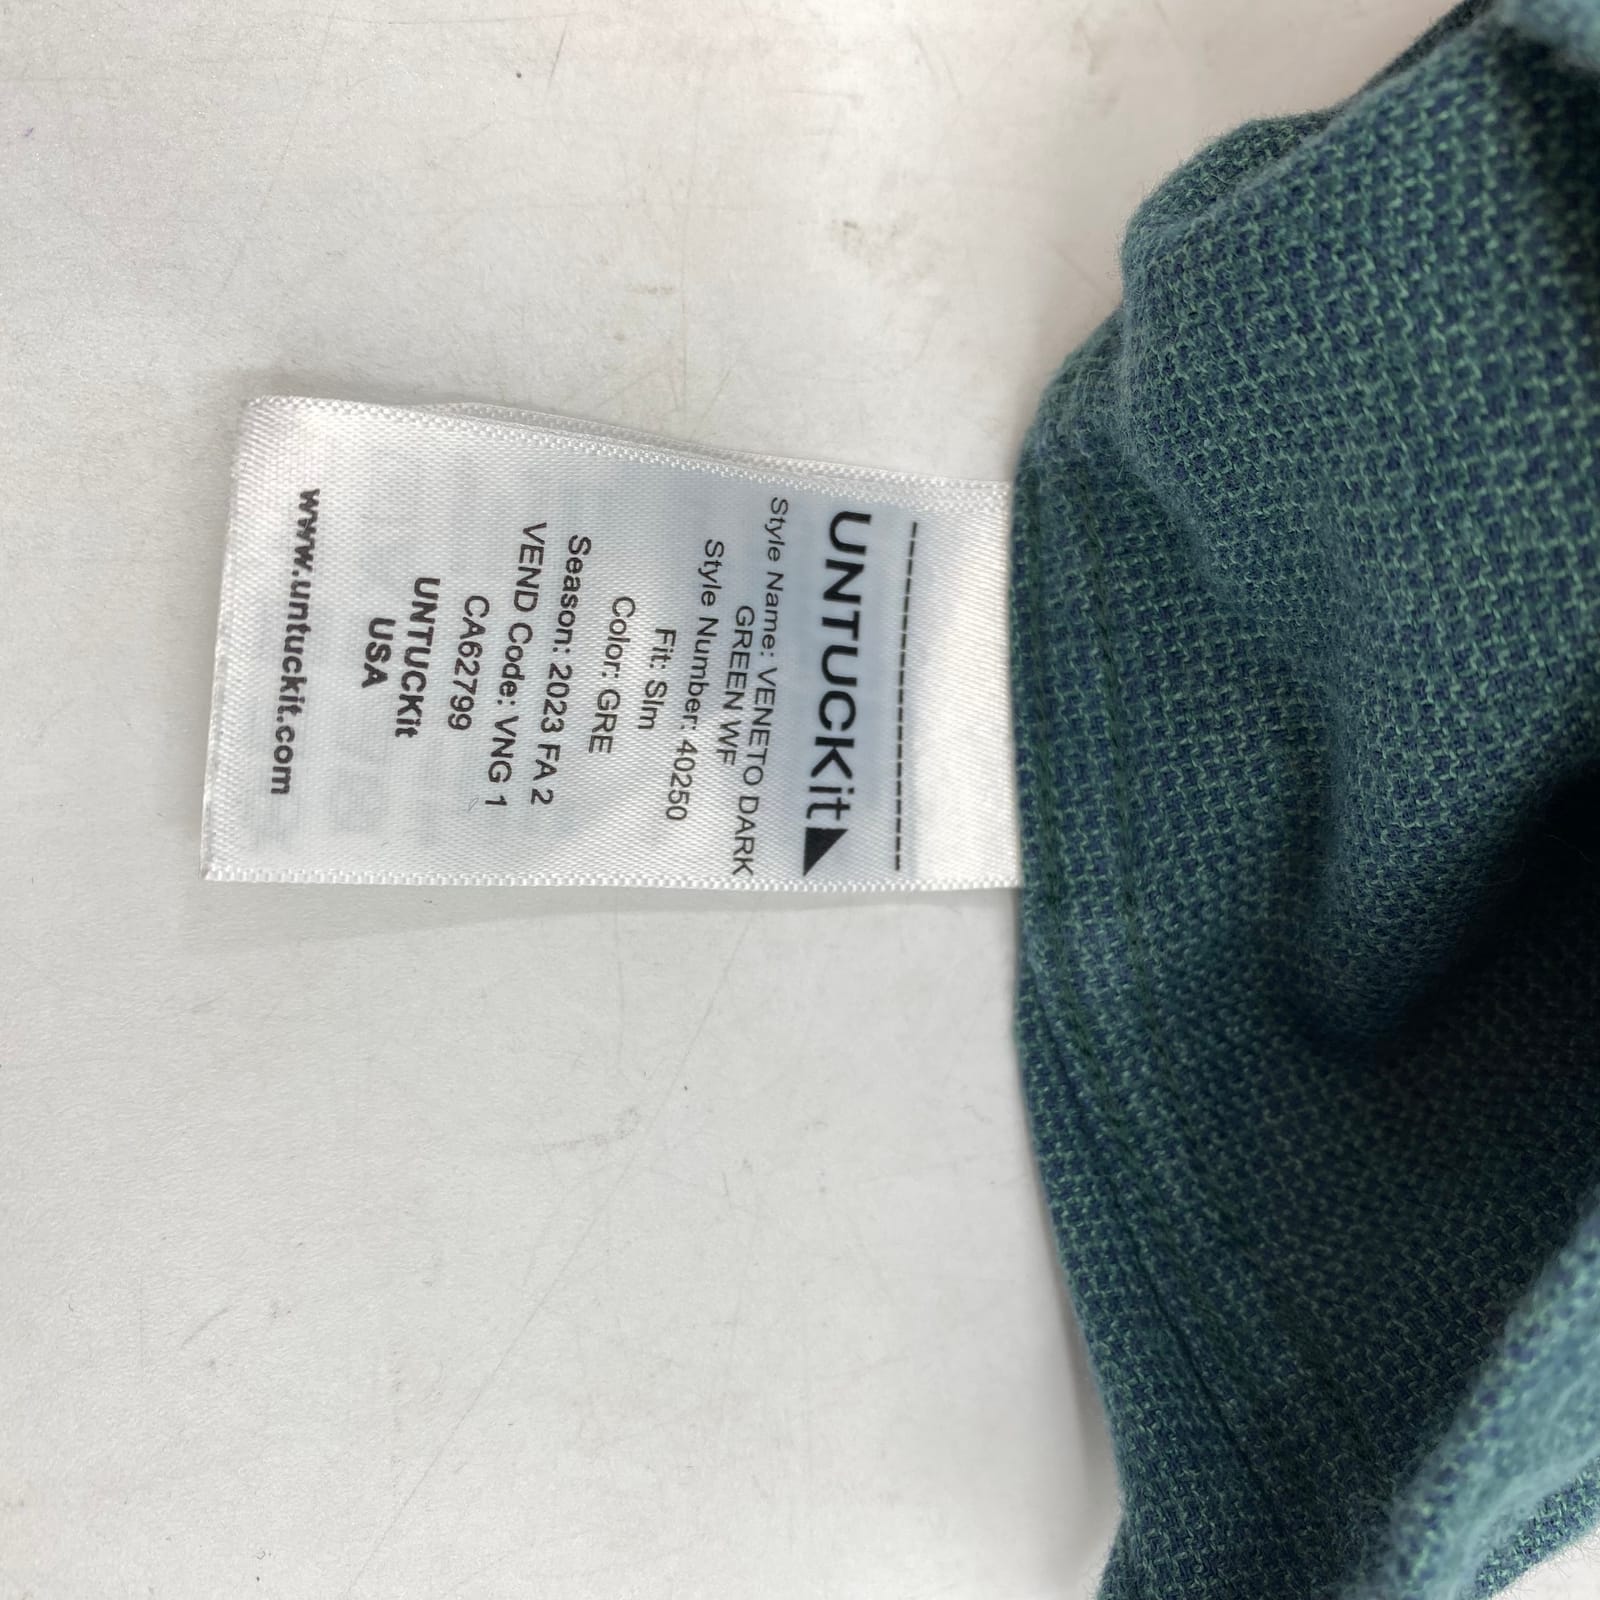 UNTUCKit
Style Name: VENETO DARK
GREEN WF
Style Number: 40250
Fit: Slm
Color: GRE
Season: 2023 FA 2
VEND Code: VNG 1
CA62799
UNTUCKit
USA
www.untuckit.com